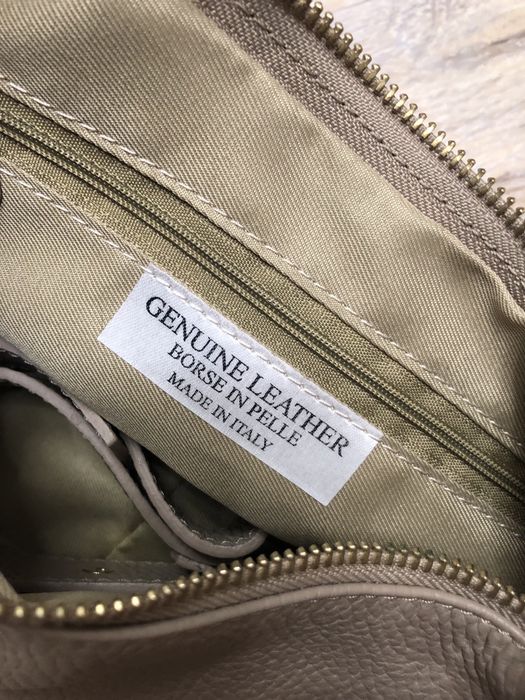 GENUINE LEATHER
BORSE IN PELLE
MADE IN ITALY